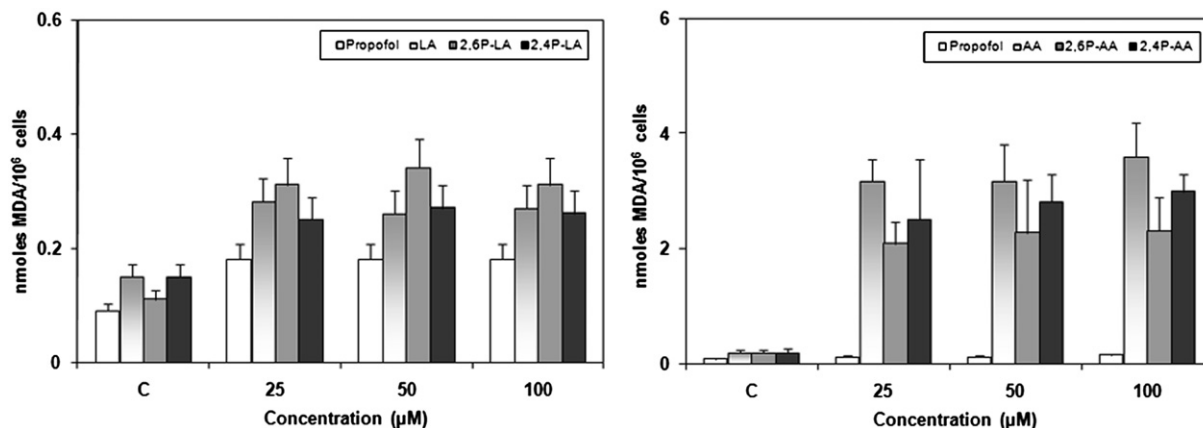 0.6
0.4
0.2
0
nmoles MDA/10⁶ cells
Propofol LA 2,6P-LA 2,4P-LA
C 25 50 100
Concentration (µM)
6
4
2
0
nmoles MDA/10⁶ cells
Propofol AA 2,6P-AA 2,4P-AA
C 25 50 100
Concentration (µM)